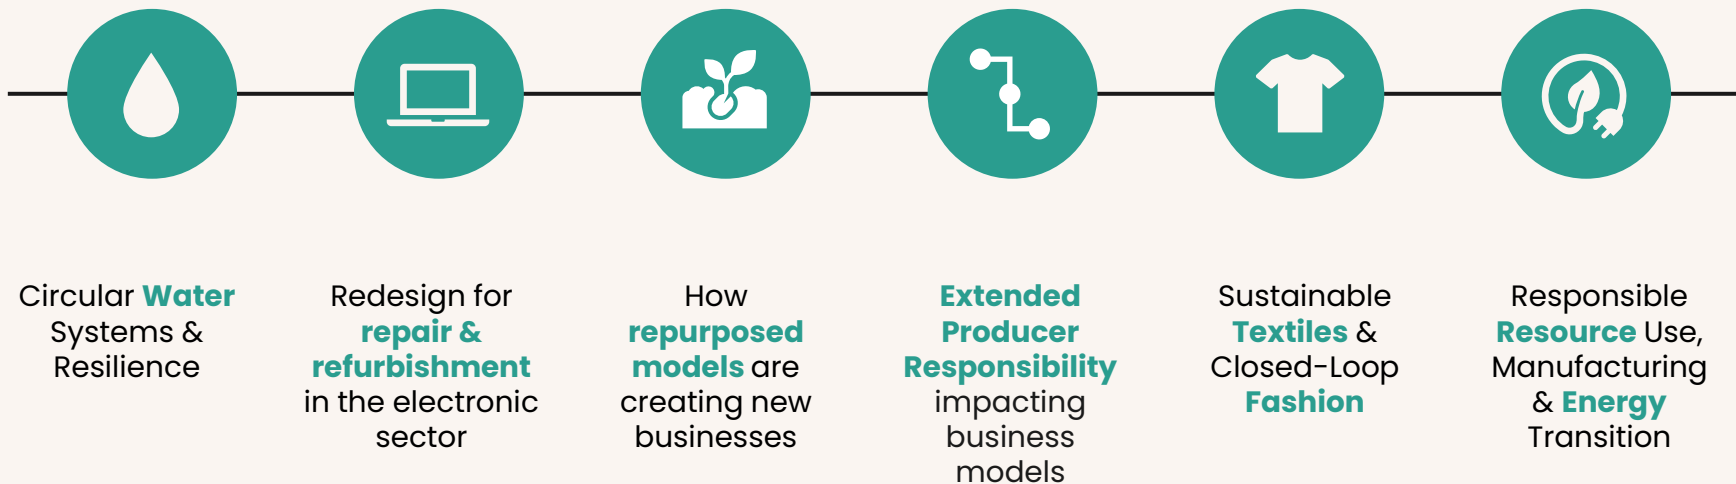 Circular Water
Systems &
Resilience
Redesign for
repair &
refurbishment
in the electronic
sector
How
repurposed
models are
creating new
businesses
Extended
Producer
Responsibility
impacting
business
models
Sustainable
Textiles &
Closed-Loop
Fashion
Responsible
Resource Use,
Manufacturing
& Energy
Transition